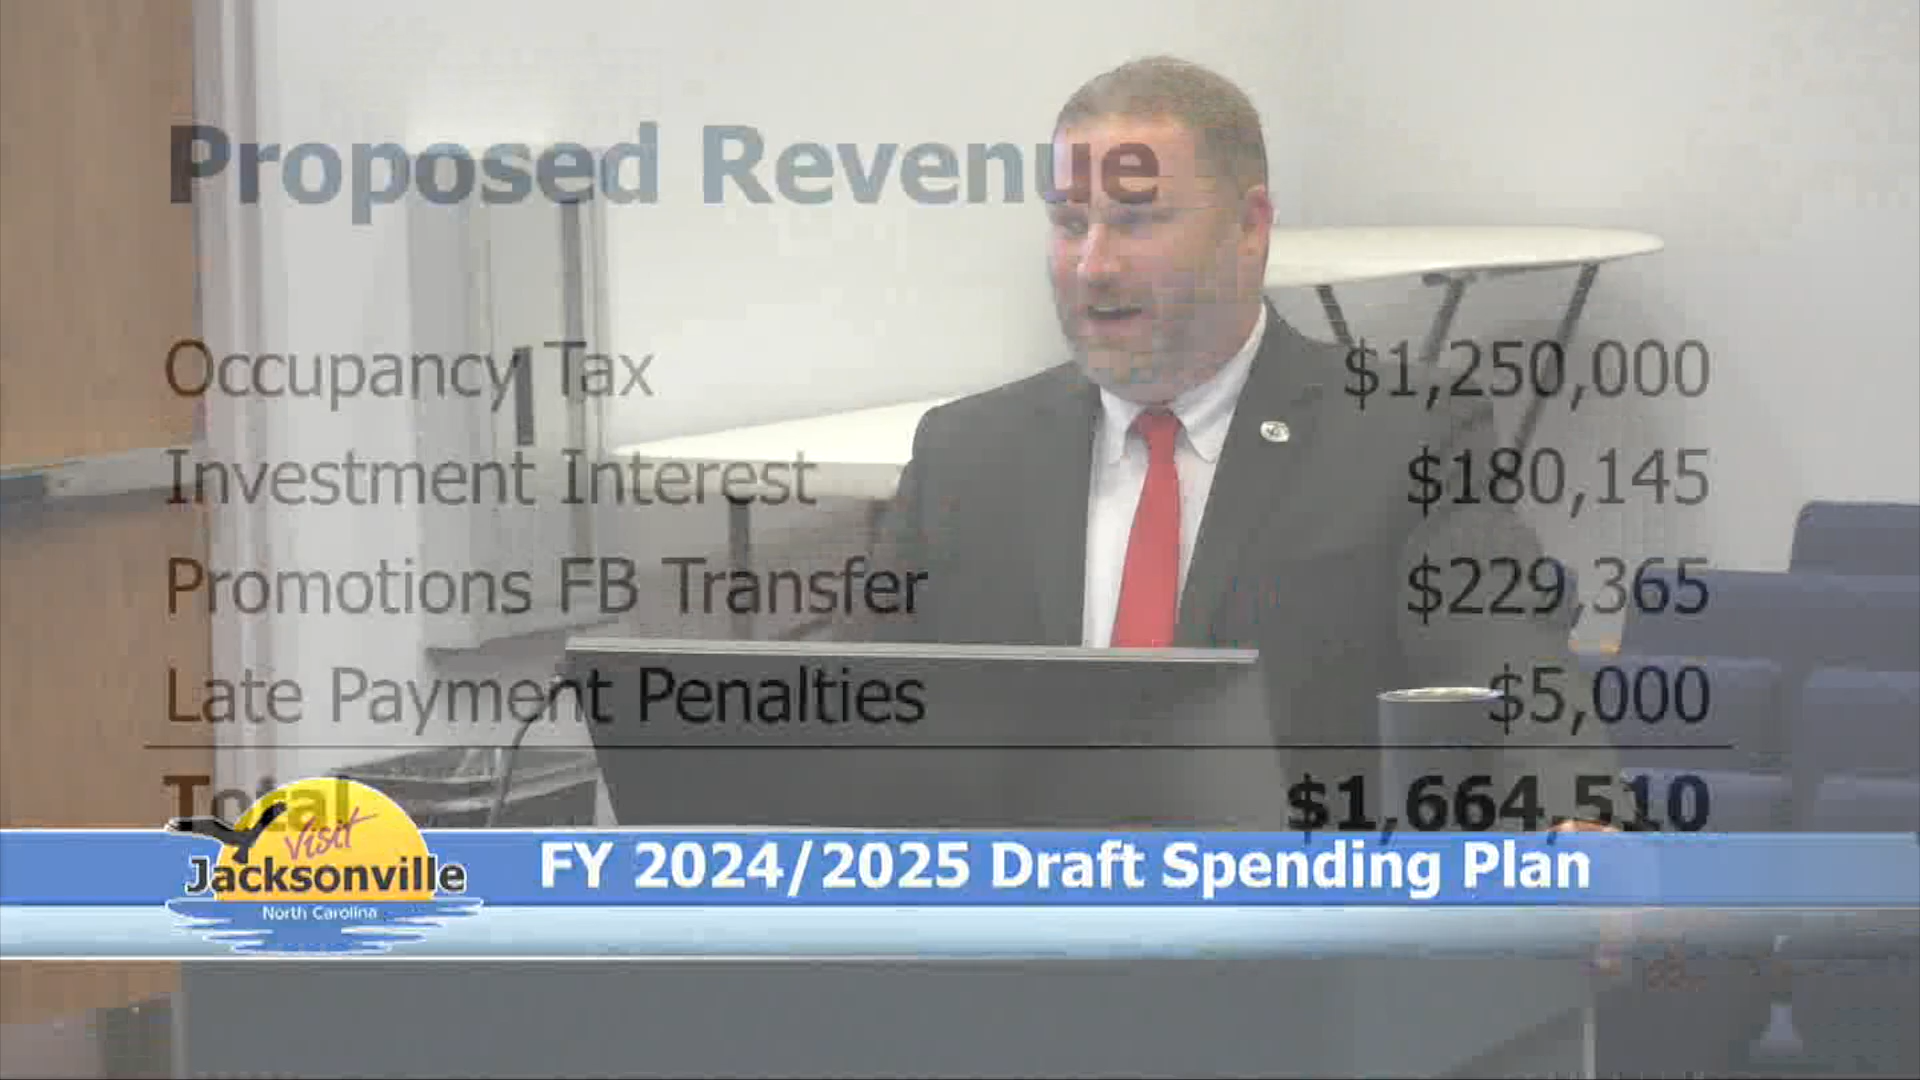 Proposed Revenue
Occupancy Tax $1,250,000
Investment Interest $180,145
Promotions FB Transfer $229,365
Late Payment Penalties $5,000
Total $1,664,510
Visit
Jacksonville
North Carolina
FY 2024/2025 Draft Spending Plan